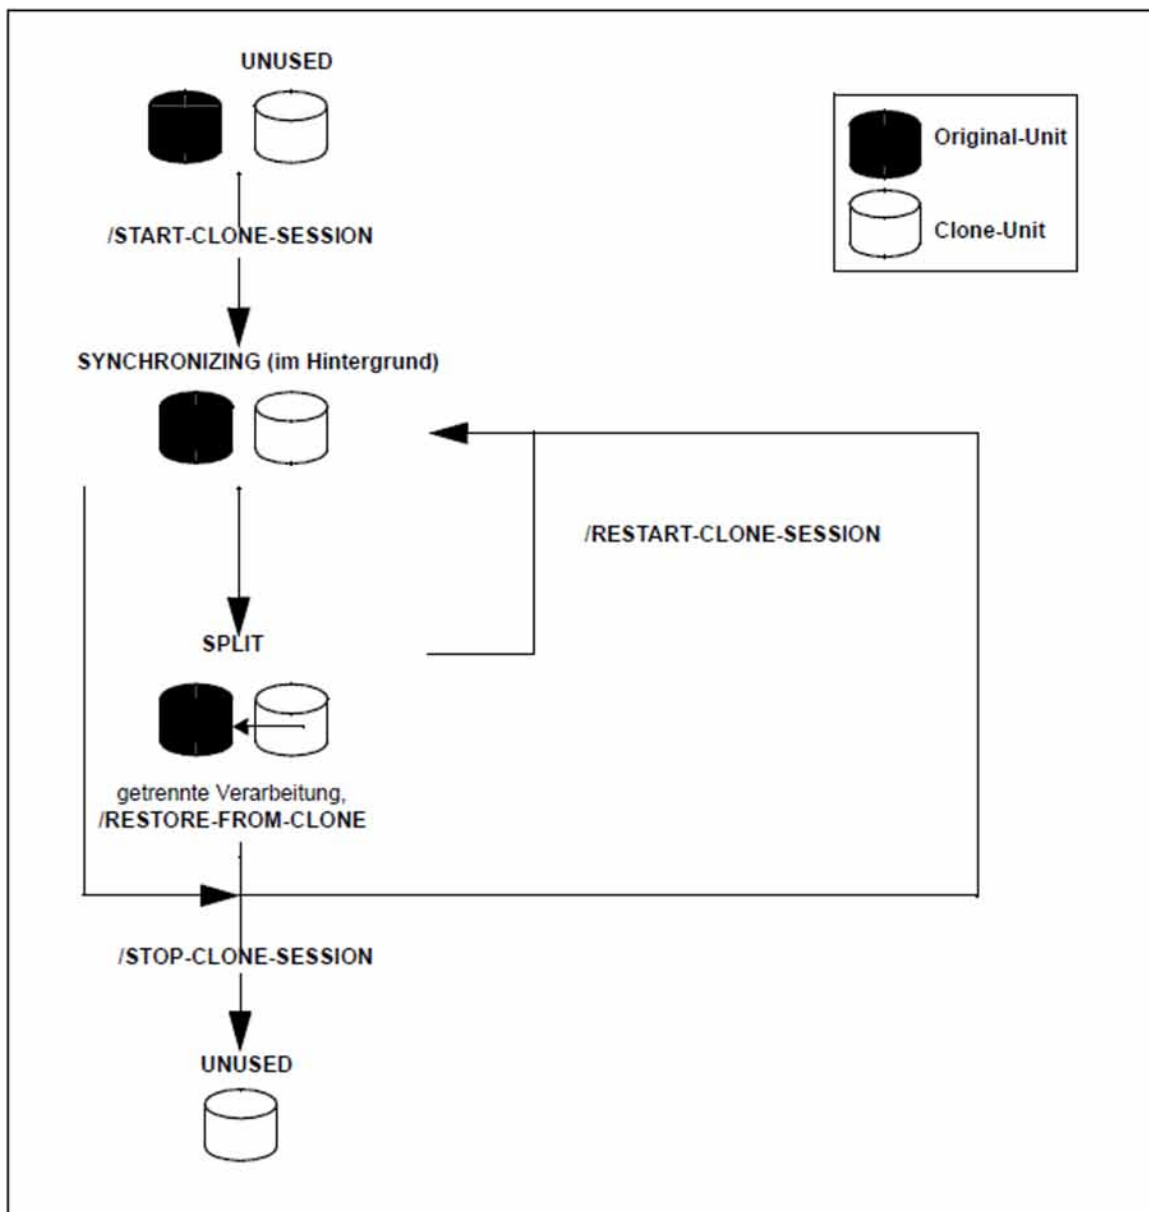 UNUSED
Original-Unit
Clone-Unit
/START-CLONE-SESSION
SYNCHRONIZING (im Hintergrund)
/RESTART-CLONE-SESSION
SPLIT
getrennte Verarbeitung,
/RESTORE-FROM-CLONE
/STOP-CLONE-SESSION
UNUSED